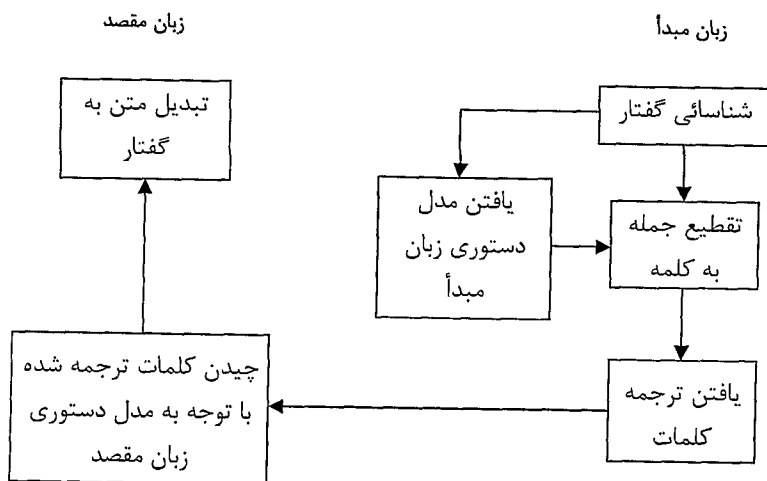 زبان مبدأ
زبان مقصد
شناسائی گفتار
تبدیل متن به
گفتار
یافتن مدل
دستوری زبان
مبدأ
تقطیع جمله
به کلمه
یافتن ترجمه
کلمات
چیدن کلمات ترجمه شده
با توجه به مدل دستوری
زبان مقصد